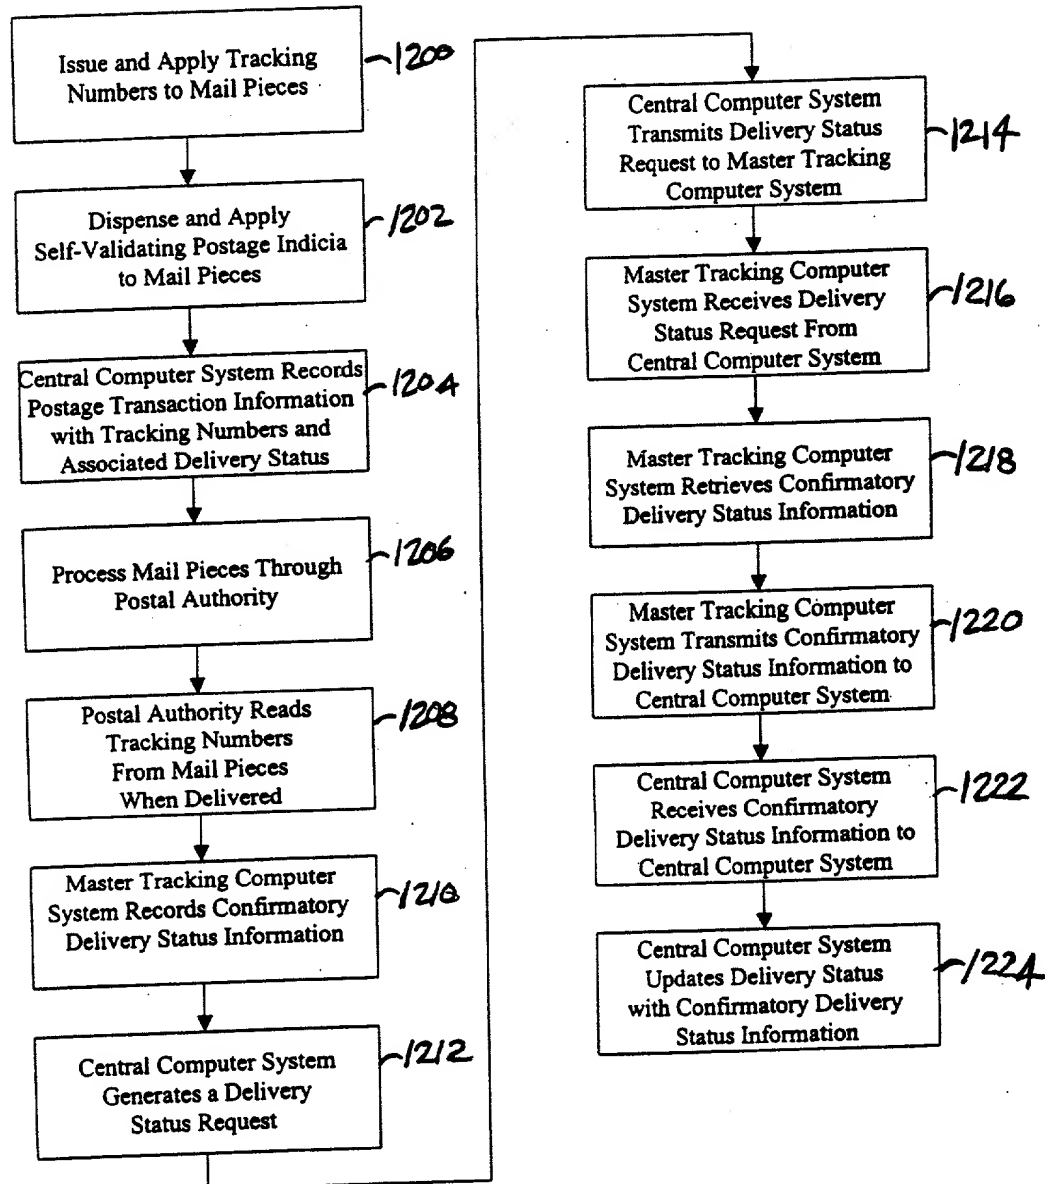 Issue and Apply Tracking
Numbers to Mail Pieces
1200
Dispense and Apply
Self-Validating Postage Indicia
to Mail Pieces
1202
Central Computer System Records
Postage Transaction Information
with Tracking Numbers and
Associated Delivery Status
1204
Process Mail Pieces Through
Postal Authority
1206
Postal Authority Reads
Tracking Numbers
From Mail Pieces
When Delivered
1208
Master Tracking Computer
System Records Confirmatory
Delivery Status Information
1210
Central Computer System
Generates a Delivery
Status Request
1212
Central Computer System
Transmits Delivery Status
Request to Master Tracking
Computer System
1214
Master Tracking Computer
System Receives Delivery
Status Request From
Central Computer System
1216
Master Tracking Computer
System Retrieves Confirmatory
Delivery Status Information
1218
Master Tracking Computer
System Transmits Confirmatory
Delivery Status Information to
Central Computer System
1220
Central Computer System
Receives Confirmatory
Delivery Status Information to
Central Computer System
1222
Central Computer System
Updates Delivery Status
with Confirmatory Delivery
Status Information
1224